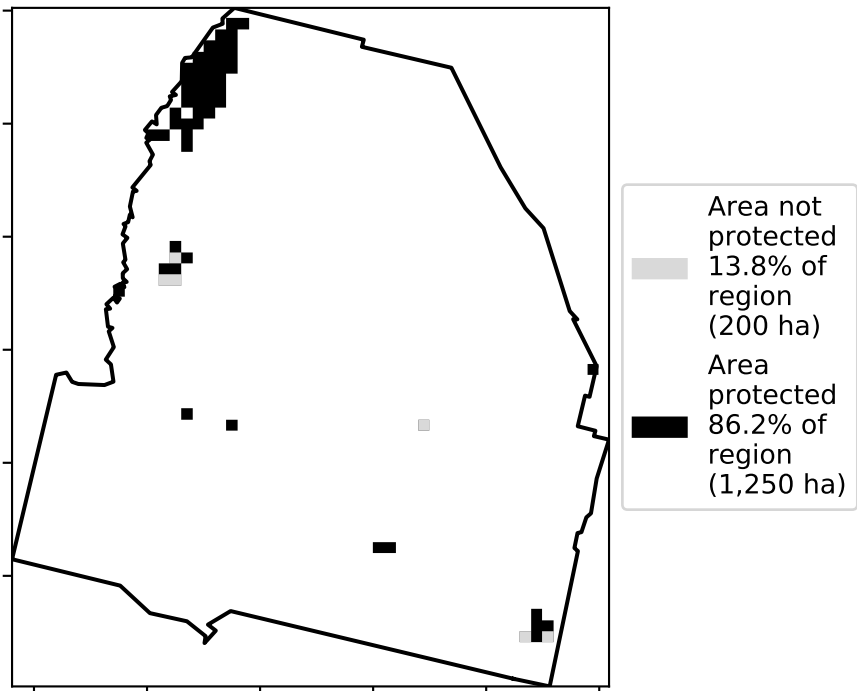 Area not
protected
13.8% of
region
(200 ha)
Area
protected
86.2% of
region
(1,250 ha)